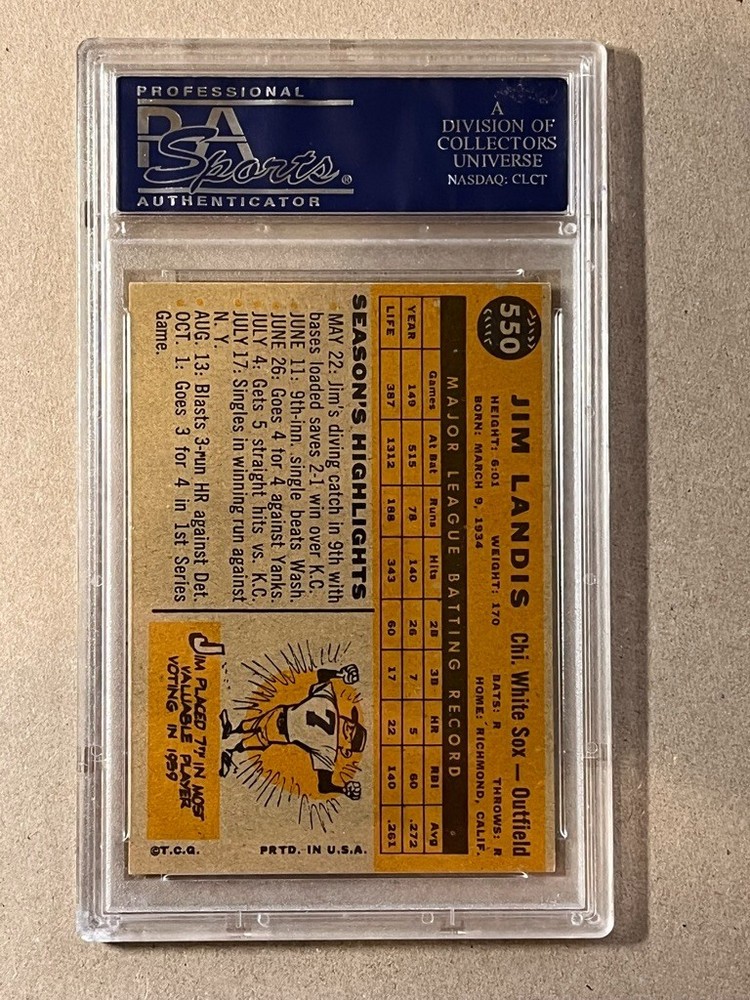 PROFESSIONAL
PSA
Sports®
AUTHENTICATOR
A
DIVISION OF
COLLECTORS
UNIVERSE
NASDAQ: CLCT
550
JIM LANDIS Chi. White Sox — Outfield
HEIGHT: 6:01 WEIGHT: 170 BATS: R THROWS: R
BORN: MARCH 9, 1934 HOME: RICHMOND, CALIF.
MAJOR LEAGUE BATTING RECORD
Games At Bat Runs Hits 2B 3B HR RBI Avg
YEAR 149 515 78 140 26 7 5 60 .272
LIFE 387 1312 188 343 60 17 22 140 .261
SEASON'S HIGHLIGHTS
MAY 22: Jim's diving catch in 9th with
bases loaded saves 2-1 win over K.C.
JUNE 11: 9th-inn. single beats Wash.
JUNE 26: Goes 4 for 4 against Yanks.
JULY 4: Gets 5 straight hits vs. K.C.
JULY 17: Singles in winning run against
N. Y.
AUG. 13: Blasts 3-run HR against Det.
OCT. 1: Goes 3 for 4 in 1st Series
Game.
7
JIM PLACED 7TH IN MOST
VALUABLE PLAYER
VOTING IN 1959
©T.C.G. PRTD. IN U.S.A.